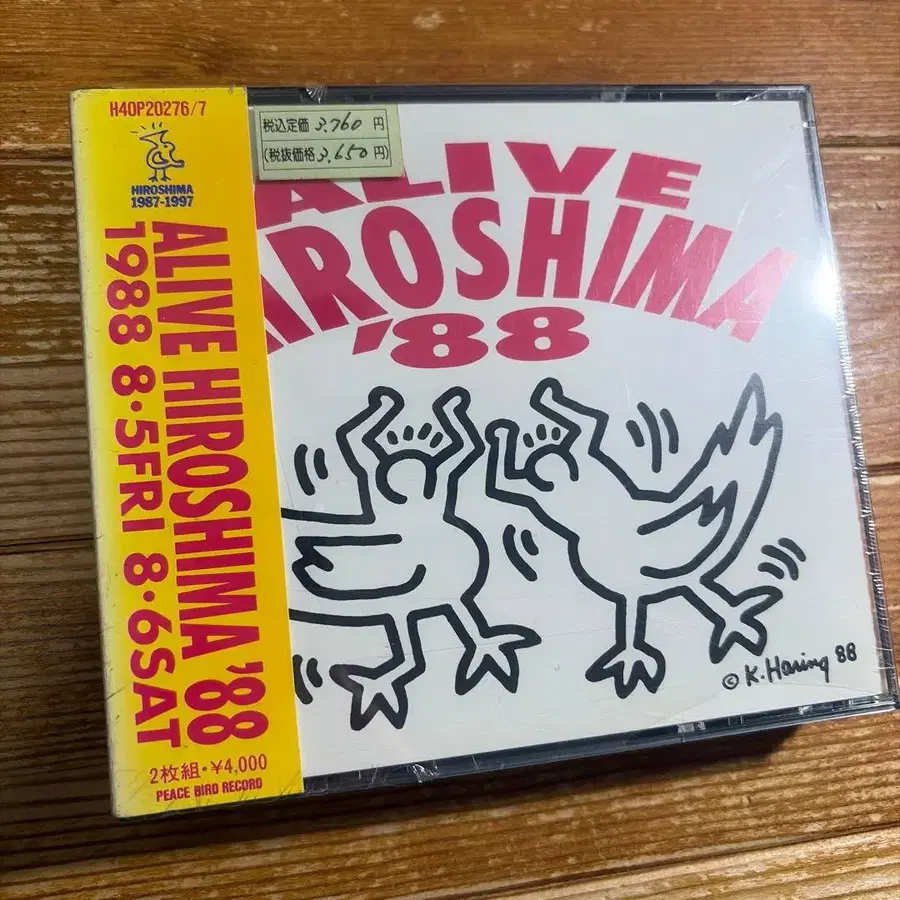 H40P20276/7
HIROSHIMA
1987-1997
ALIVE HIROSHIMA '88
1988 8・5FRI 8・6SAT
2枚組・¥4,000
PEACE BIRD RECORD
税込定価 3,760 円
(税抜価格 3,650 円)
ALIVE
HIROSHIMA
'88
© K. Haring 88